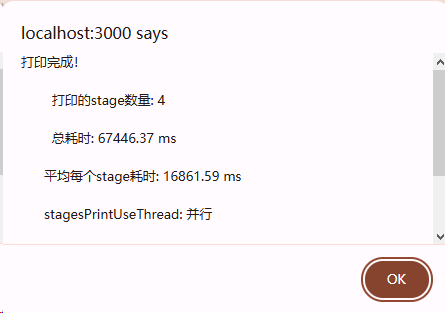 localhost:3000 says
打印完成!
打印的stage数量: 4
总耗时: 67446.37 ms
平均每个stage耗时: 16861.59 ms
stagesPrintUseThread: 并行
OK